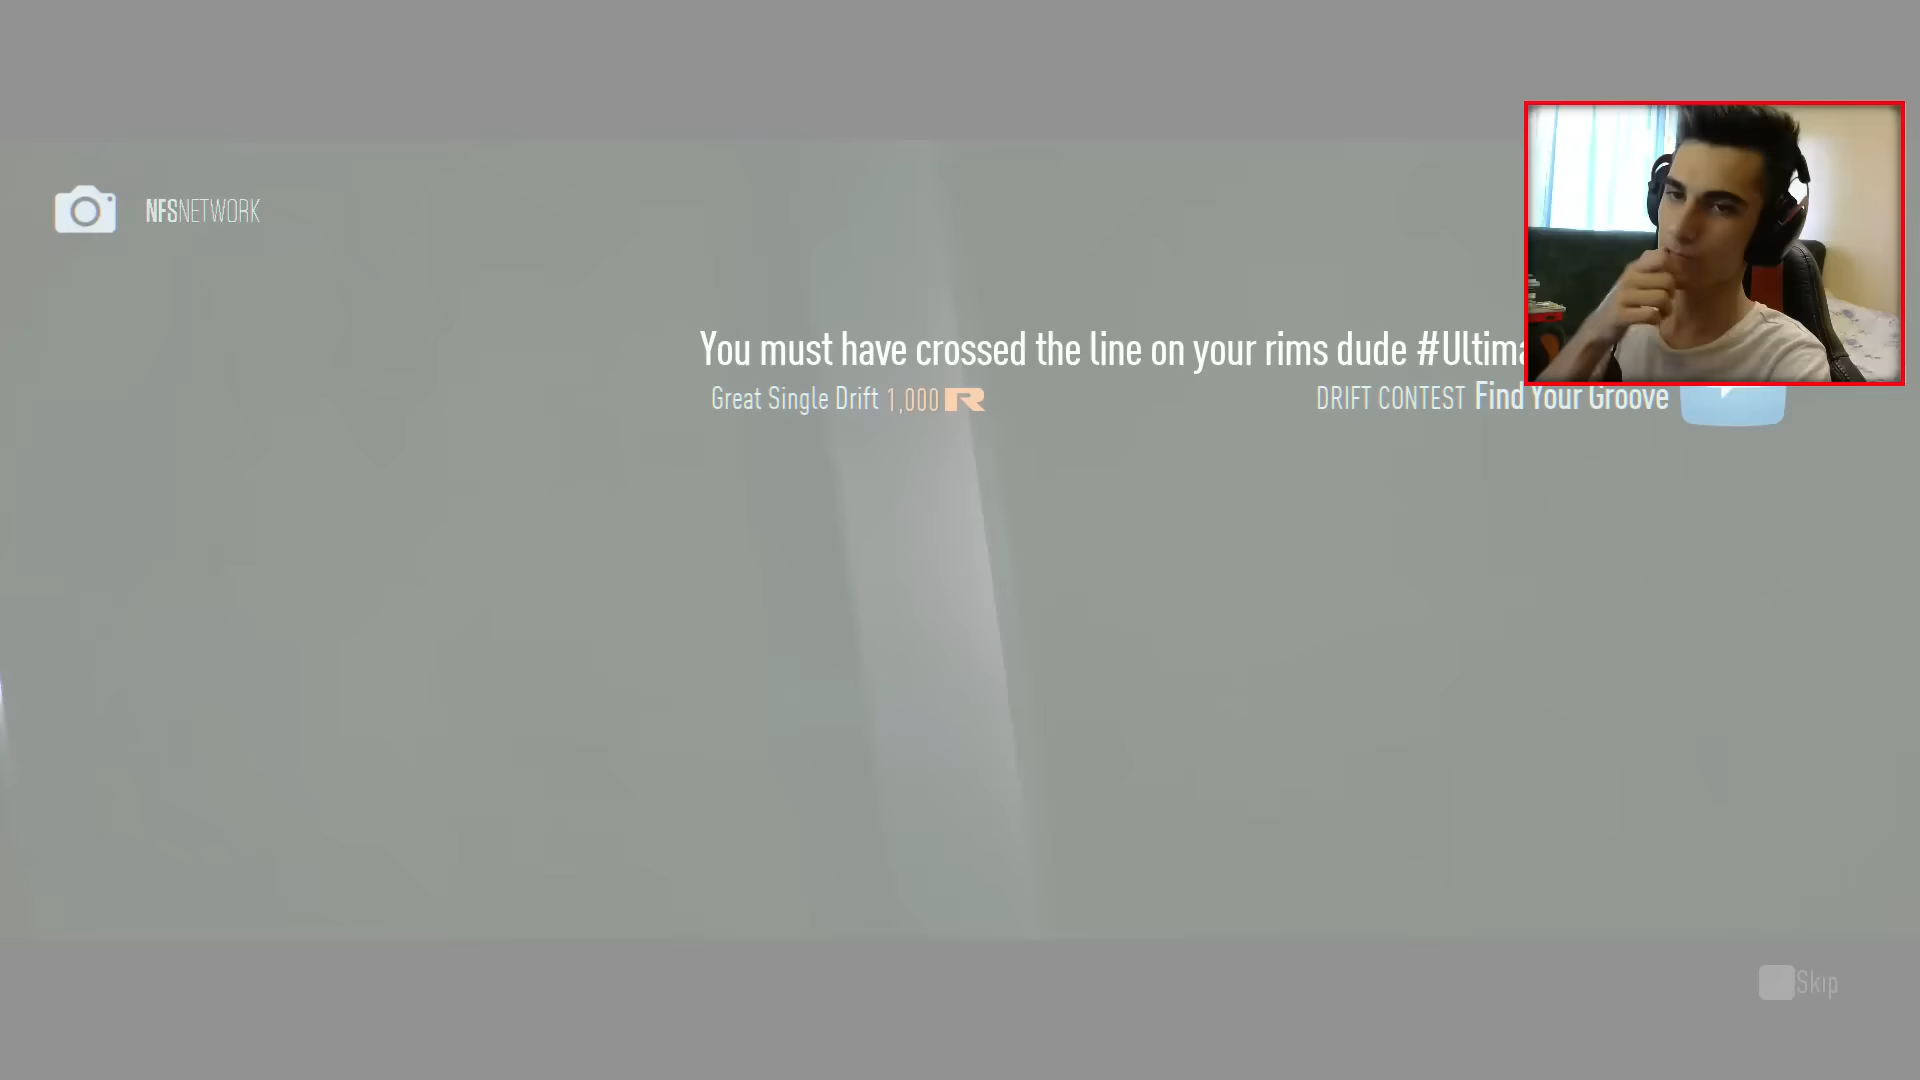 NFSNETWORK
You must have crossed the line on your rims dude
Great Single Drift 1,000
DRIFT CONTEST Find Your Groove
Skip